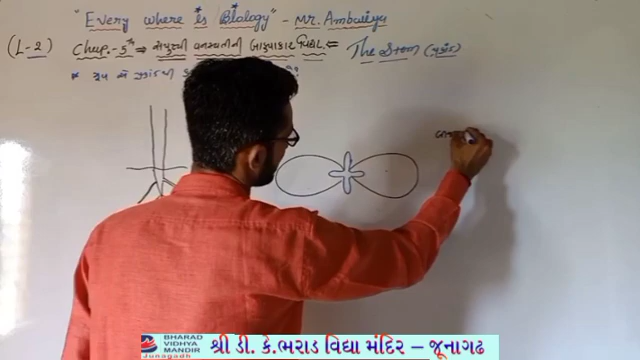 "Every where is Biology" - Mr. Ambuliya
(L-2) Chap.-5th ⇒ સપુષ્પી વનસ્પતિની બાહ્યાકાર વિદ્યા :- The Stem (પ્રકાંડ)
BHARAD
VIDHYA
MANDIR
Junagadh
શ્રી ડી. કે.ભરાડ વિદ્યા મંદિર – જૂનાગઢ